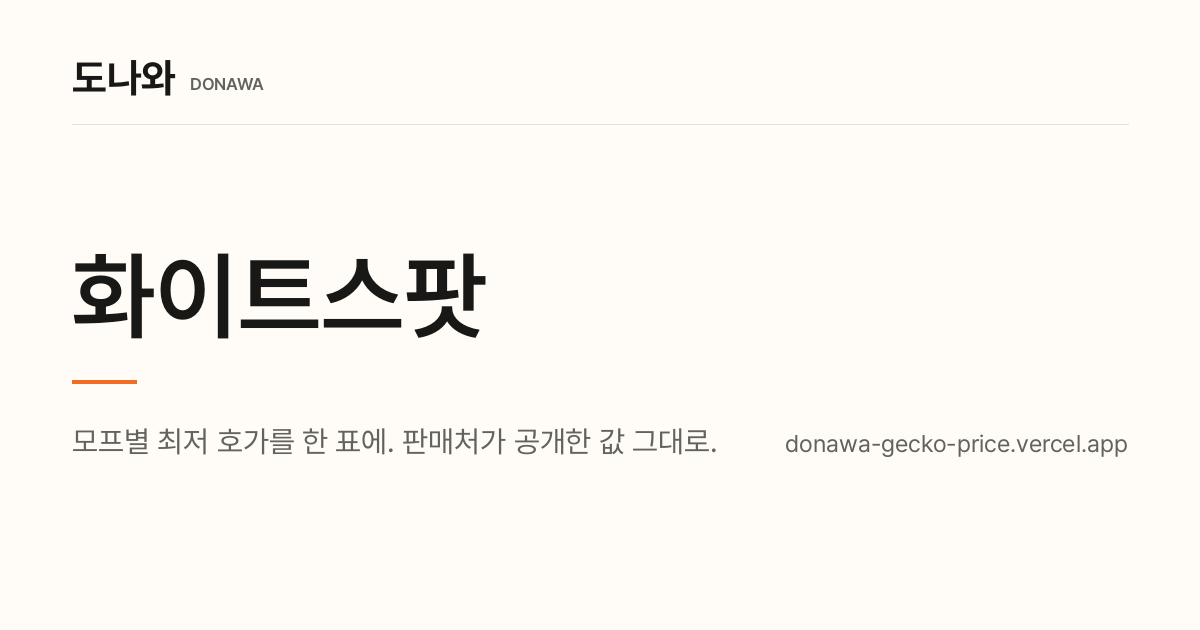 도나와 DONAWA
화이트스팟
모프별 최저 호가를 한 표에. 판매처가 공개한 값 그대로. donawa-gecko-price.vercel.app